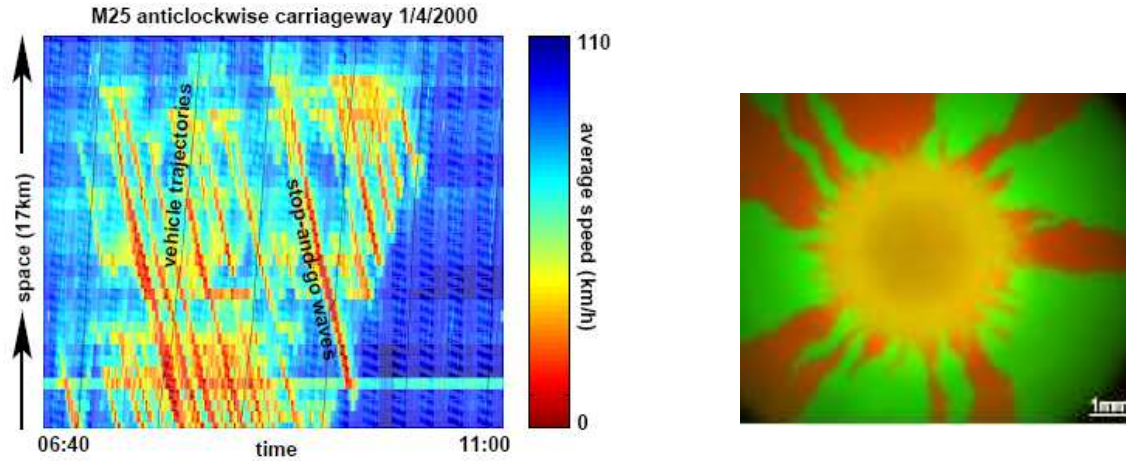 M25 anticlockwise carriageway 1/4/2000
space (17km)
vehicle trajectories
stop-and-go waves
110
average speed (km/h)
0
06:40
time
11:00
1mm